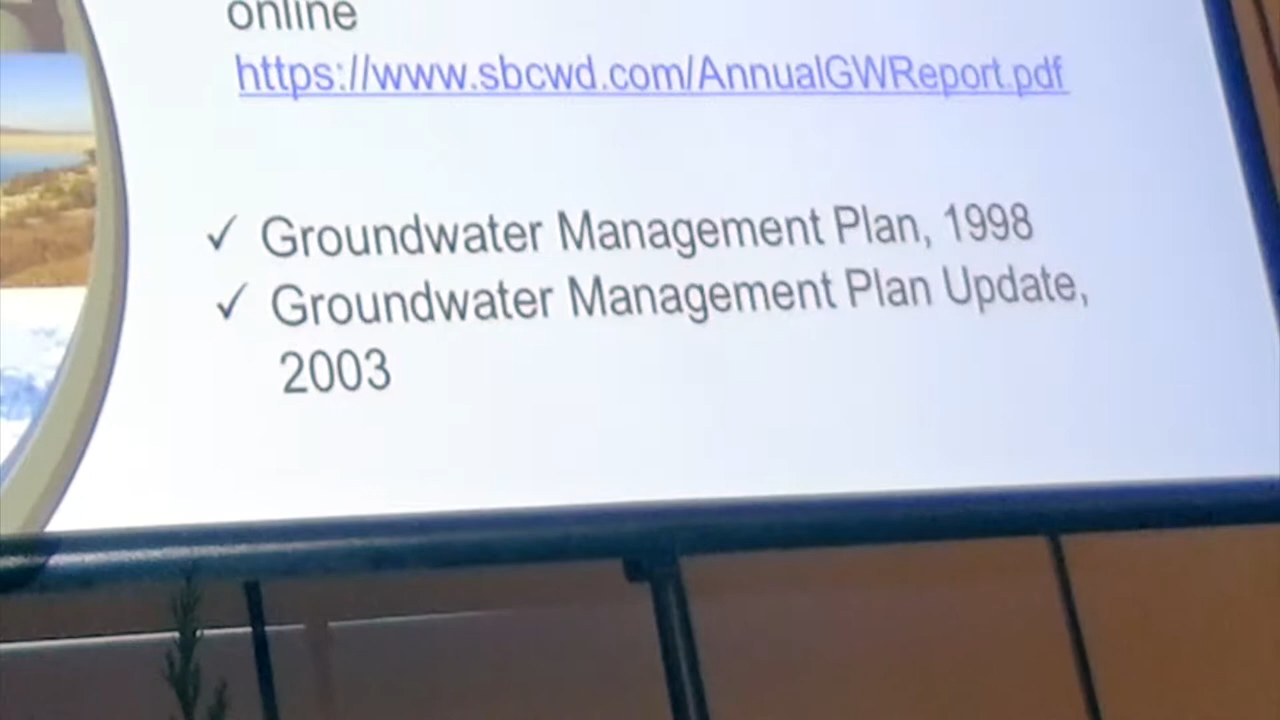 online
https://www.sbcwd.com/AnnualGWReport.pdf
✓ Groundwater Management Plan, 1998
✓ Groundwater Management Plan Update,
2003